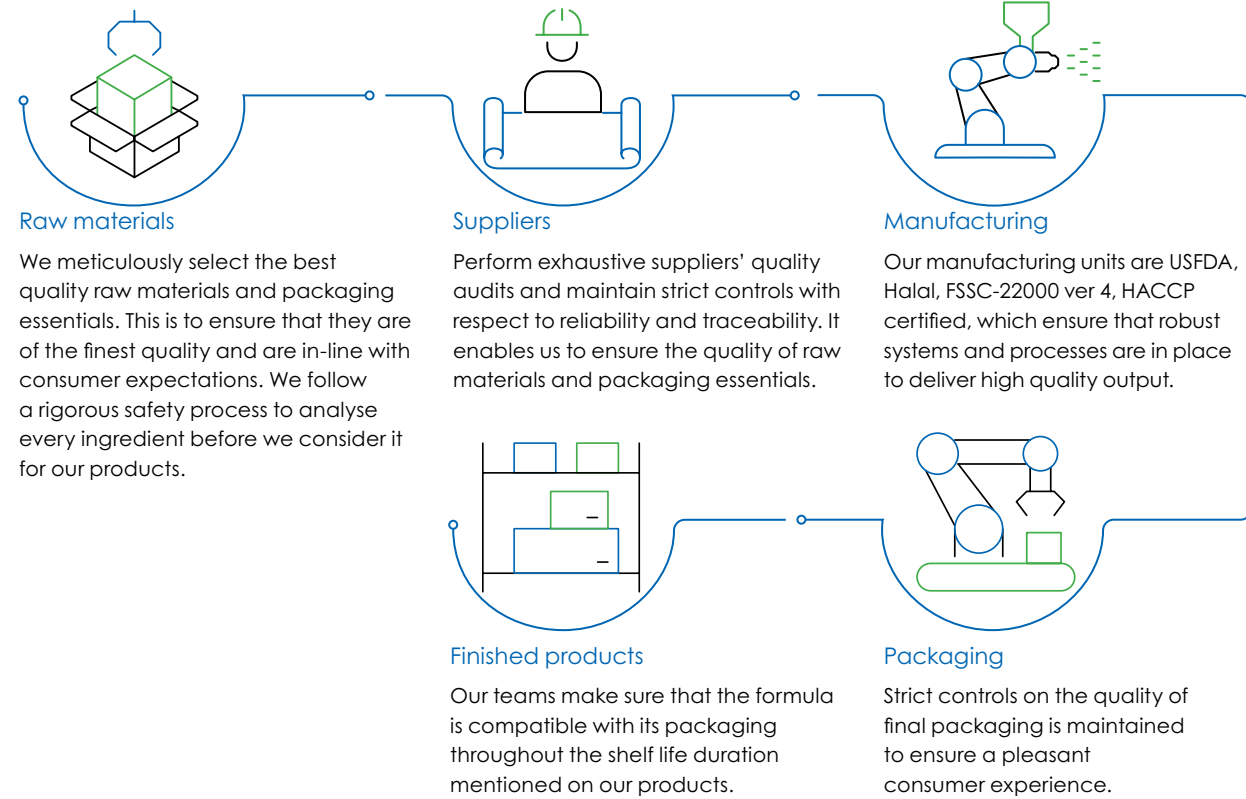 Raw materials
We meticulously select the best
quality raw materials and packaging
essentials. This is to ensure that they are
of the finest quality and are in-line with
consumer expectations. We follow
a rigorous safety process to analyse
every ingredient before we consider it
for our products.
Suppliers
Perform exhaustive suppliers’ quality
audits and maintain strict controls with
respect to reliability and traceability. It
enables us to ensure the quality of raw
materials and packaging essentials.
Manufacturing
Our manufacturing units are USFDA,
Halal, FSSC-22000 ver 4, HACCP
certified, which ensure that robust
systems and processes are in place
to deliver high quality output.
Finished products
Our teams make sure that the formula
is compatible with its packaging
throughout the shelf life duration
mentioned on our products.
Packaging
Strict controls on the quality of
final packaging is maintained
to ensure a pleasant
consumer experience.